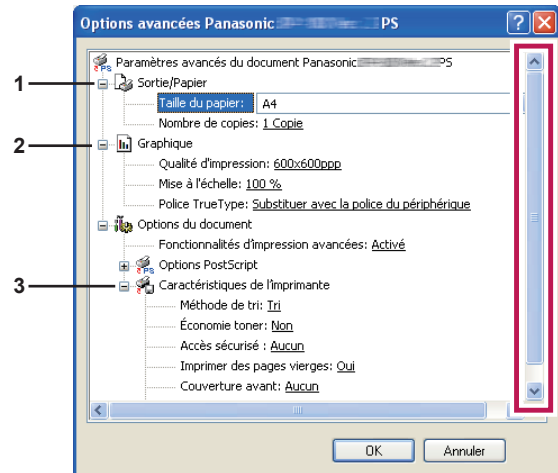 Options avancées Panasonic PS
Paramètres avancés du document Panasonic PS
1
Sortie/Papier
Taille du papier: A4
Nombre de copies: 1 Copie
2
Graphique
Qualité d'impression: 600x600ppp
Mise à l'échelle: 100 %
Police TrueType: Substituer avec la police du périphérique
Options du document
Fonctionnalités d'impression avancées: Activé
Options PostScript
3
Caractéristiques de l'imprimante
Méthode de tri: Tri
Économie toner: Non
Accès sécurisé : Aucun
Imprimer des pages vierges: Oui
Couverture avant: Aucun
OK
Annuler